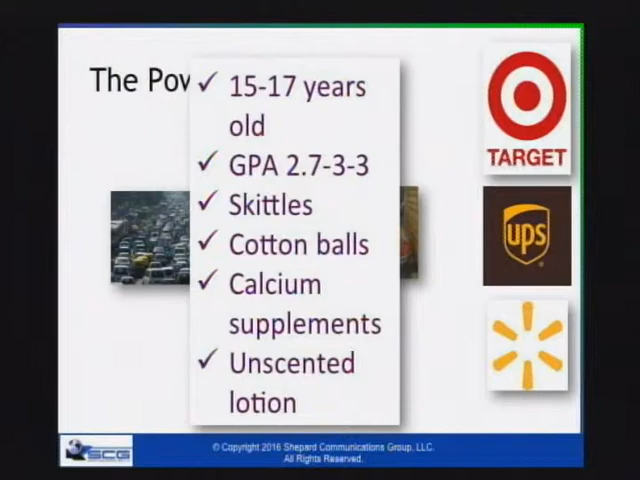 The Pov
✓ 15-17 years
old
✓ GPA 2.7-3-3
✓ Skittles
✓ Cotton balls
✓ Calcium
supplements
✓ Unscented
lotion
TARGET
ups
SCG
© Copyright 2016 Shepard Communications Group, LLC.
All Rights Reserved.